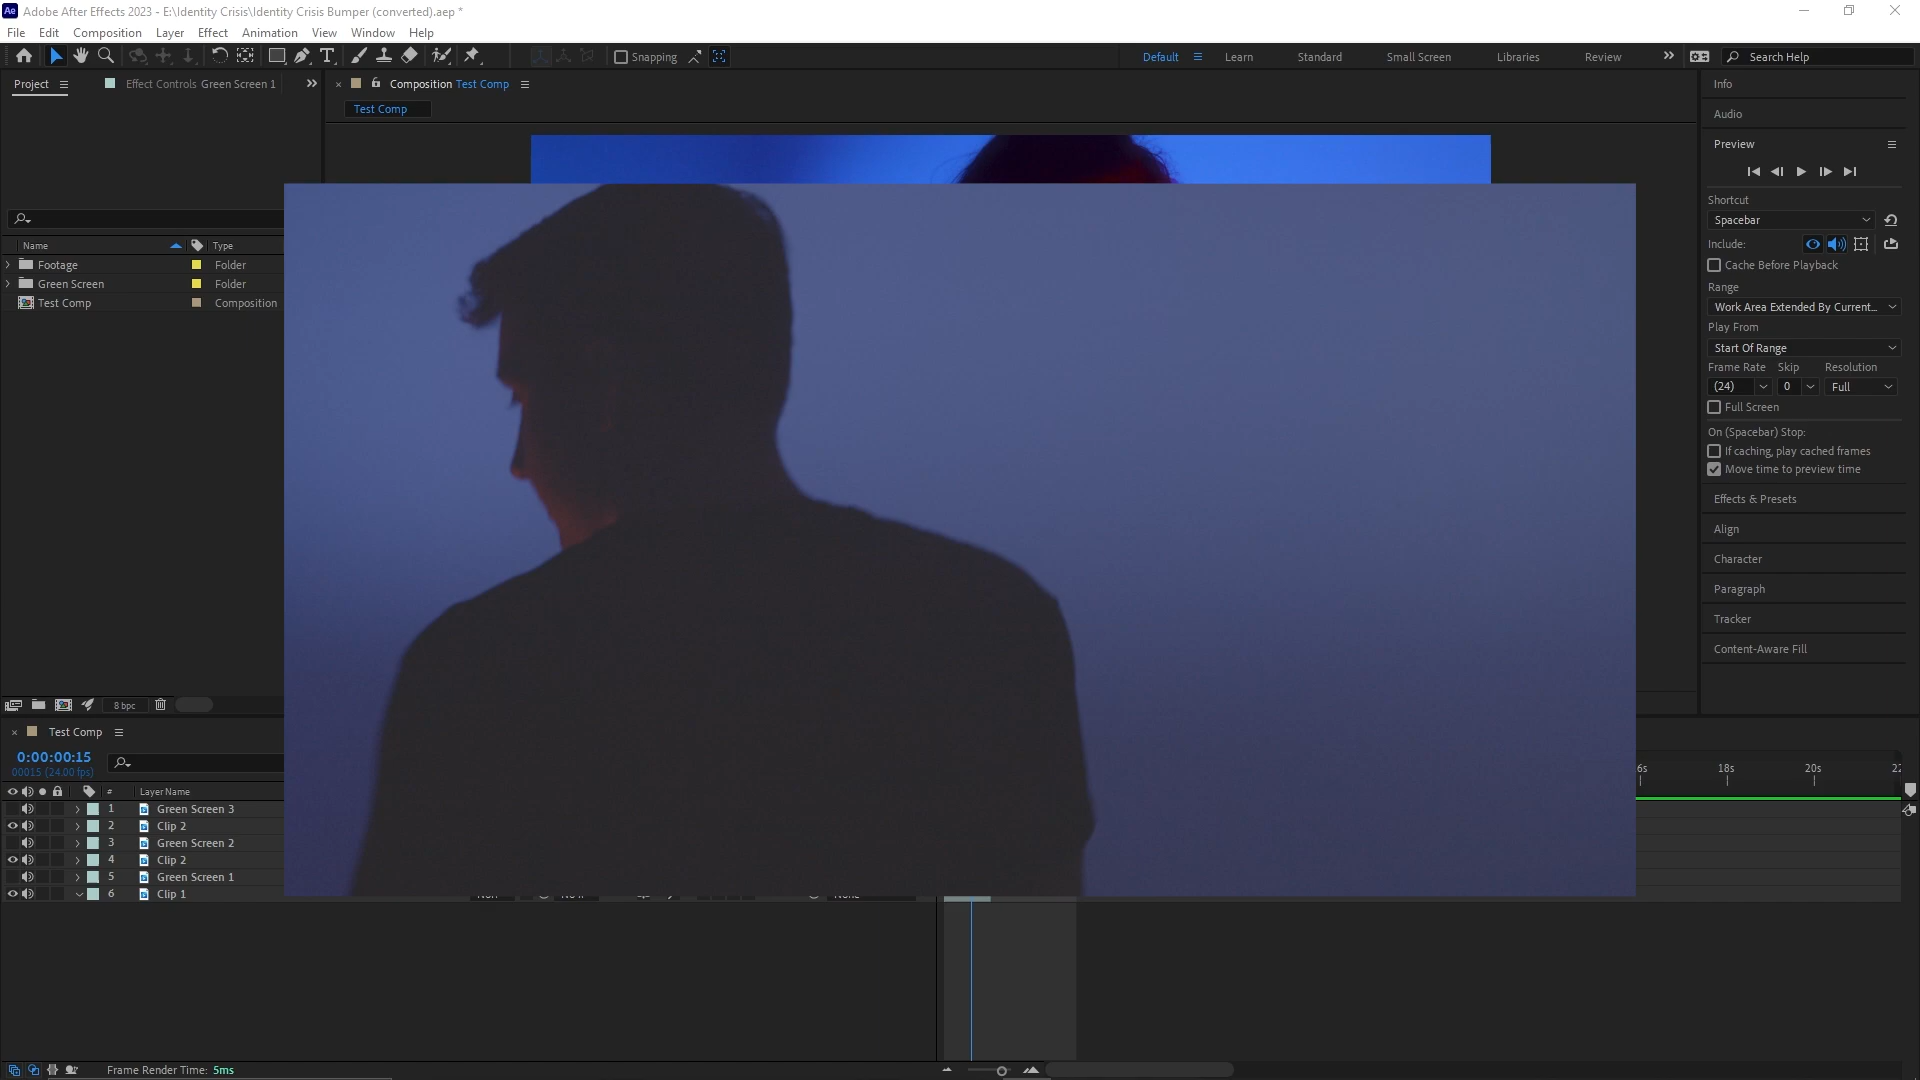 Adobe After Effects 2023 - E:\Identity Crisis\Identity Crisis Bumper (converted).aep *
File Edit Composition Layer Effect Animation View Window Help
Snapping
Default Learn Standard Small Screen Libraries Review Search Help
Project Effect Controls Green Screen 1 Composition Test Comp
Test Comp
Name Type
Footage Folder
Green Screen Folder
Test Comp Composition
8 bpc
Info
Audio
Preview
Shortcut
Spacebar
Include:
Cache Before Playback
Range
Work Area Extended By Current...
Play From
Start Of Range
Frame Rate Skip Resolution
(24) 0 Full
Full Screen
On (Spacebar) Stop:
If caching, play cached frames
Move time to preview time
Effects & Presets
Align
Character
Paragraph
Tracker
Content-Aware Fill
Test Comp
0:00:00:15
00015 (24.00 fps)
# Layer Name
1 Green Screen 3
2 Clip 2
3 Green Screen 2
4 Clip 2
5 Green Screen 1
6 Clip 1
6s 18s 20s 22
Frame Render Time: 5ms